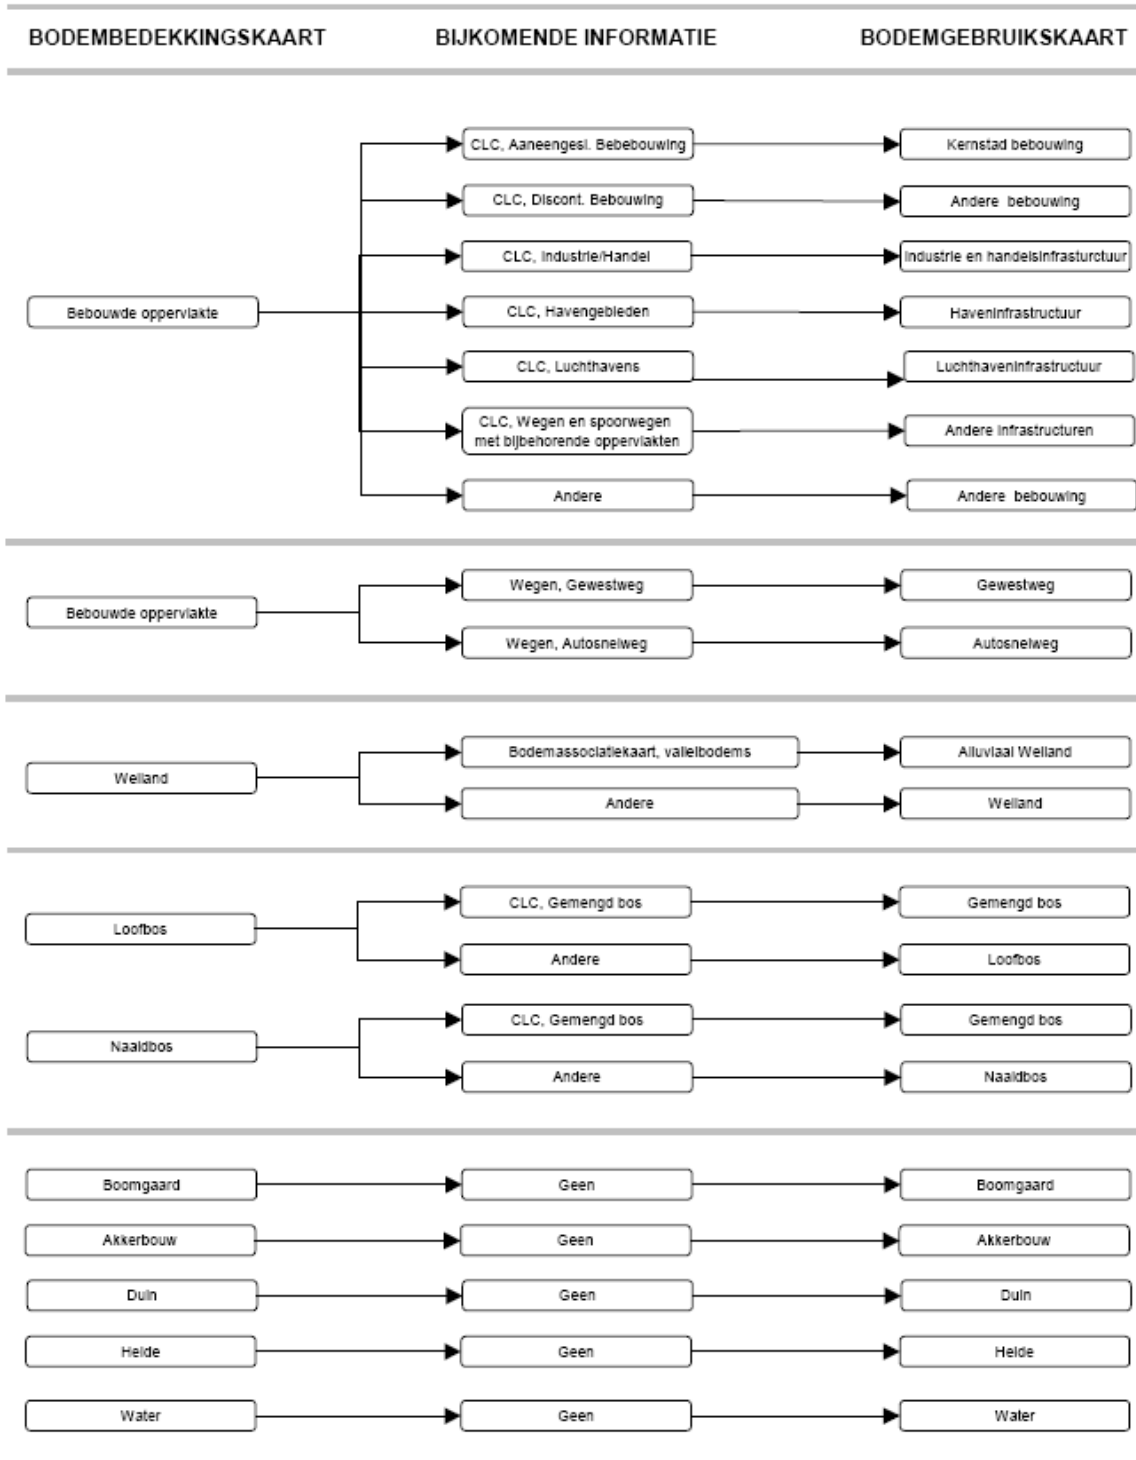 BODEMBEDEKKINGSKAART BIJKOMENDE INFORMATIE BODEMGEBRUIKSKAART
CLC, Aaneengesl. Bebebouwing Kernstad bebouwing
CLC, Discont. Bebouwing Andere bebouwing
CLC, Industrie/Handel Industrie en handelsinfrasturctuur
Bebouwde oppervlakte CLC, Havengebieden Haveninfrastructuur
CLC, Luchthavens Luchthaveninfrastructuur
CLC, Wegen en spoorwegen
met bijbehorende oppervlakten Andere infrastructuren
Andere Andere bebouwing
Wegen, Gewestweg Gewestweg
Bebouwde oppervlakte
Wegen, Autosnelweg Autosnelweg
Bodemassociatiekaart, valleibodems Alluviaal Weiland
Weiland
Andere Weiland
CLC, Gemengd bos Gemengd bos
Loofbos
Andere Loofbos
CLC, Gemengd bos Gemengd bos
Naaldbos
Andere Naaldbos
Boomgaard Geen Boomgaard
Akkerbouw Geen Akkerbouw
Duin Geen Duin
Heide Geen Heide
Water Geen Water